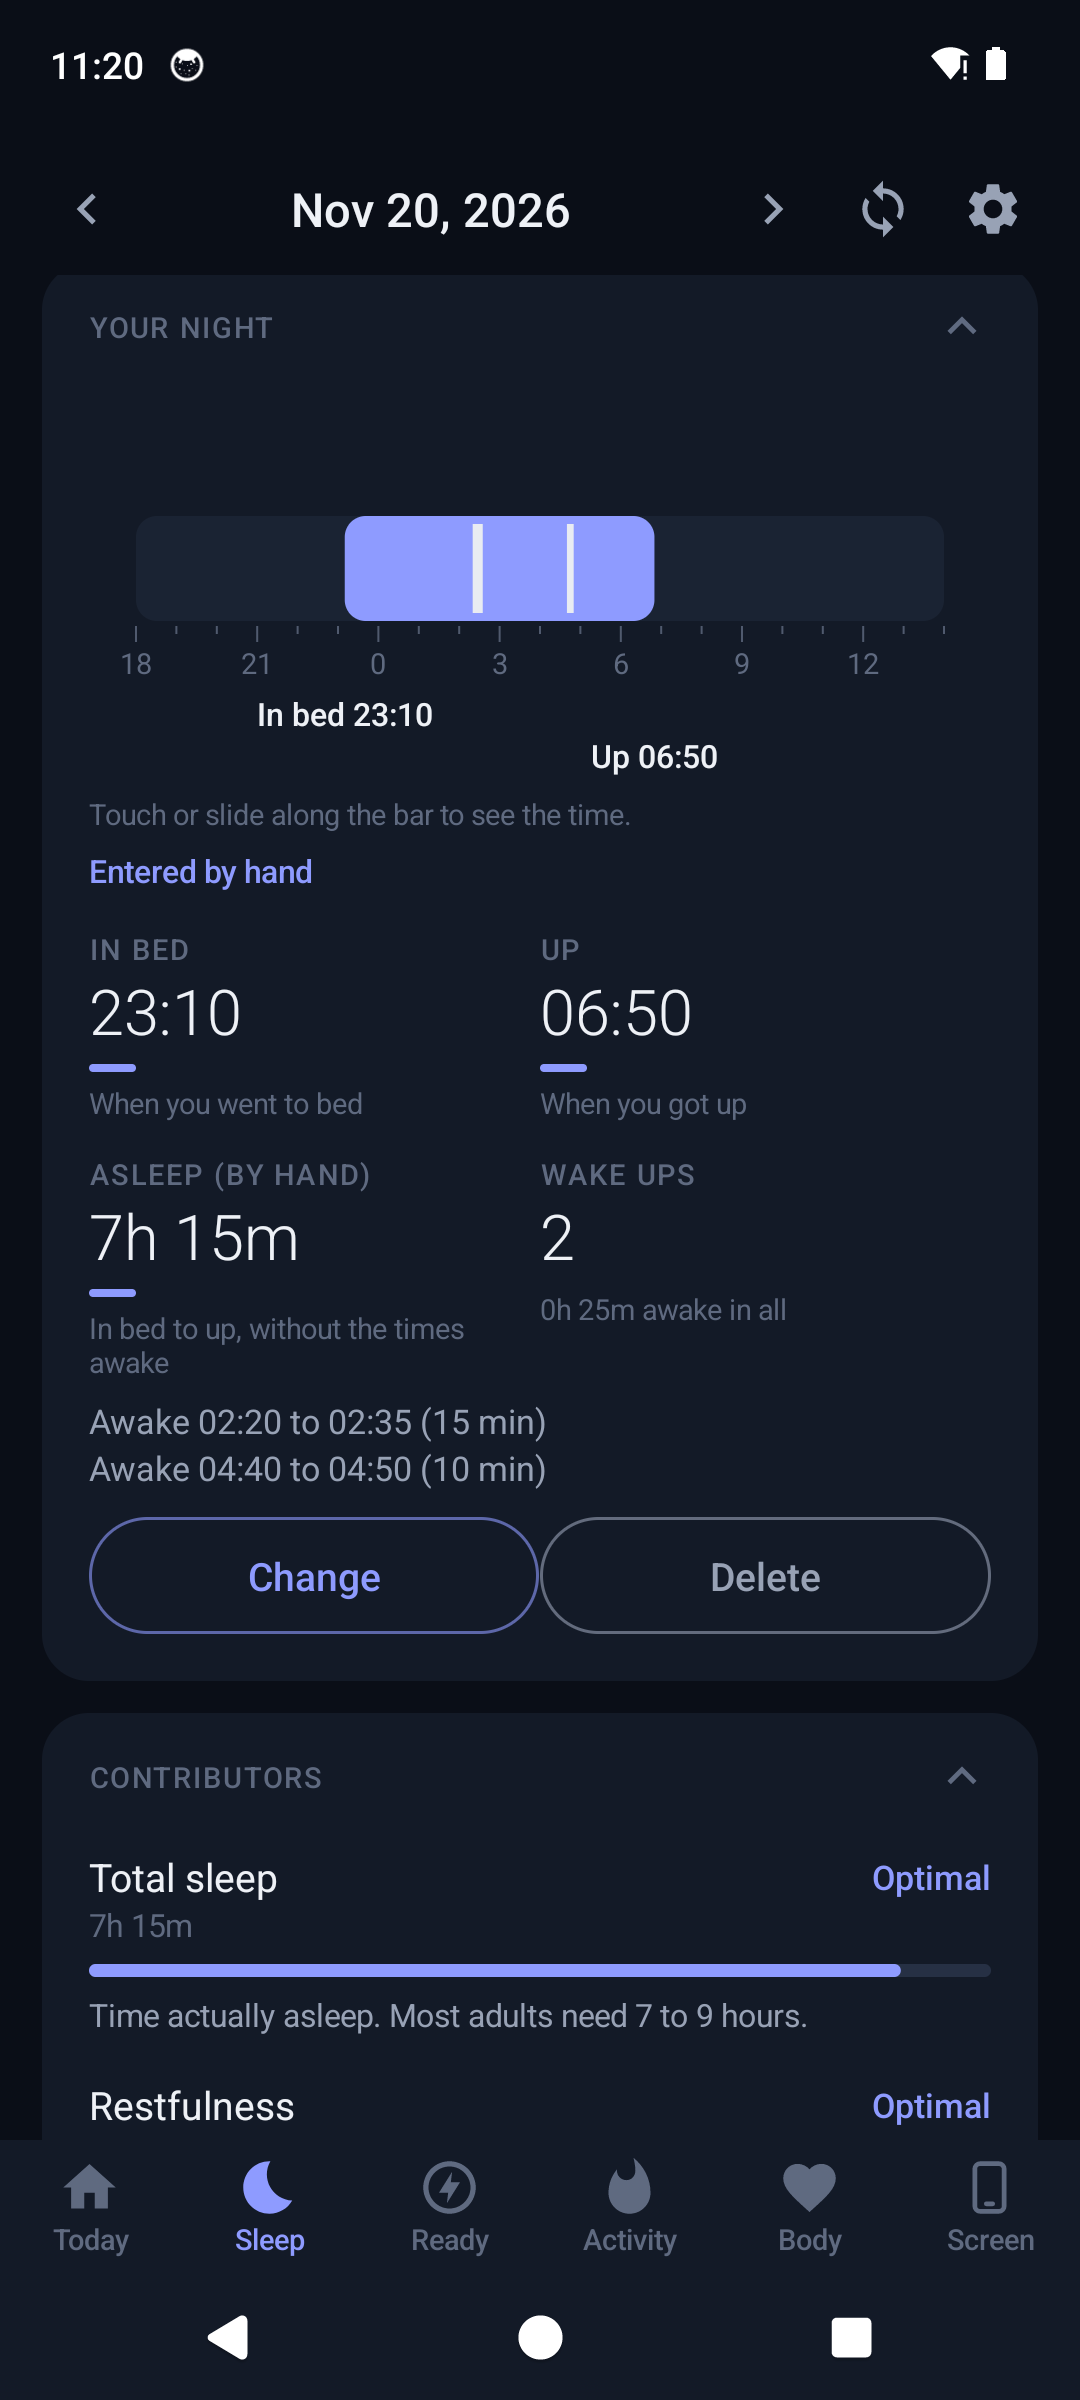 11:20
Nov 20, 2026
YOUR NIGHT
18 21 0 3 6 9 12
In bed 23:10
Up 06:50
Touch or slide along the bar to see the time.
Entered by hand
IN BED UP
23:10 06:50
When you went to bed When you got up
ASLEEP (BY HAND) WAKE UPS
7h 15m 2
In bed to up, without the times awake 0h 25m awake in all
Awake 02:20 to 02:35 (15 min)
Awake 04:40 to 04:50 (10 min)
Change Delete
CONTRIBUTORS
Total sleep Optimal
7h 15m
Time actually asleep. Most adults need 7 to 9 hours.
Restfulness Optimal
Today Sleep Ready Activity Body Screen